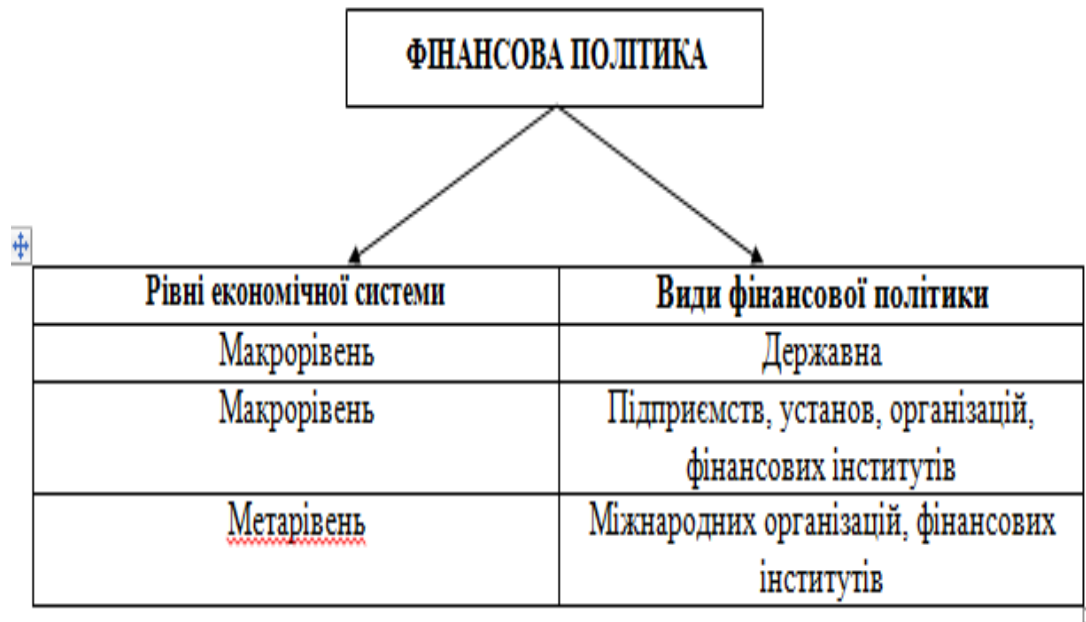 ФІНАНСОВА ПОЛІТИКА
Рівні економічної системи
Види фінансової політики
Макрорівень
Державна
Макрорівень
Підприємств, установ, організацій,
фінансових інститутів
Метарівень
Міжнародних організацій, фінансових
інститутів